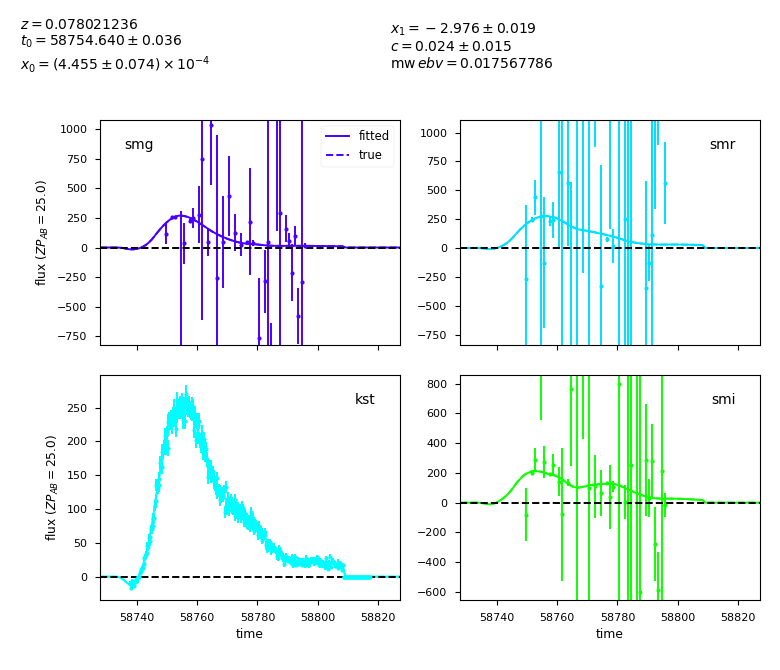 z = 0.078021236
t₀ = 58754.640 ± 0.036
x₀ = (4.455 ± 0.074) × 10⁻⁴
x₁ = −2.976 ± 0.019
c = 0.024 ± 0.015
mw ebv = 0.017567786
smg
fitted
true
1000
750
500
250
0
−250
−500
−750
flux (ZP_AB = 25.0)
smr
1000
750
500
250
0
−250
−500
−750
kst
250
200
150
100
50
0
flux (ZP_AB = 25.0)
58740 58760 58780 58800 58820
time
smi
800
600
400
200
0
−200
−400
−600
58740 58760 58780 58800 58820
time